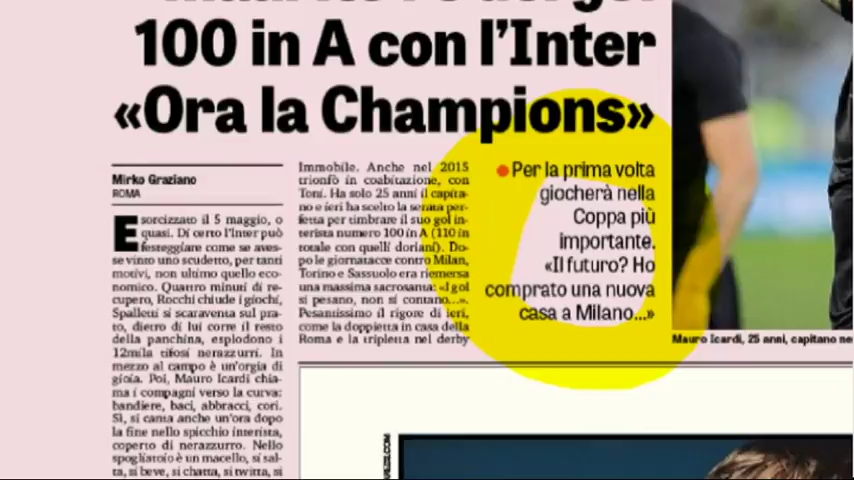 100 in A con l'Inter
«Ora la Champions»
Mirko Graziano
ROMA
Esorcizzato il 5 maggio, o
quasi. Di certo l'Inter può
festeggiare come se aves-
se vinto uno scudetto, per tanti
motivi, non ultimo quello eco-
nomico. Quattro minuti di re-
cupero, Rocchi chiude i giochi,
Spalletti si scaraventa sul pra-
to, dietro di lui corre il resto
della panchina, esplodono i
12mila tifosi nerazzurri. In
mezzo al campo è un'orgia di
gioia. Poi, Mauro Icardi chia-
ma i compagni verso la curva:
bandiere, baci, abbracci, cori.
Sì, si canta anche un'ora dopo
la fine nello spicchio interista,
coperto di nerazzurro. Nello
spogliatoio è un macello, si sal-
ta, si beve, si chatta, si twitta, si
Immobile. Anche nel 2015
trionfò in coabitazione, con
Toni. Ha solo 25 anni il capita-
no e ieri ha scelto la serata per-
fetta per timbrare il suo gol in-
terista numero 100 in A (110 in
totale con quelli doriani). Do-
po le giornatacce contro Milan,
Torino e Sassuolo era riemersa
una massima sacrosanta: «I gol
si pesano, non si contano...».
Pesantissimo il rigore di ieri,
come la doppietta in casa della
Roma e la tripletta nel derby
Per la prima volta
giocherà nella
Coppa più
importante.
«Il futuro? Ho
comprato una nuova
casa a Milano...»
Mauro Icardi, 25 anni, capitano